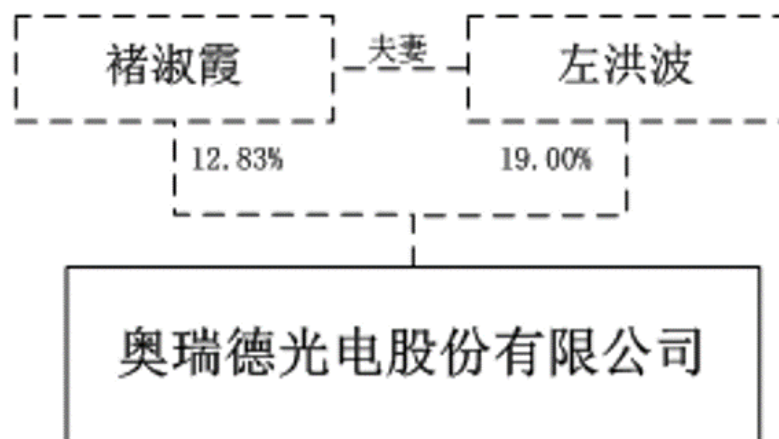 褚淑霞
夫妻
左洪波
12.83%
19.00%
奥瑞德光电股份有限公司